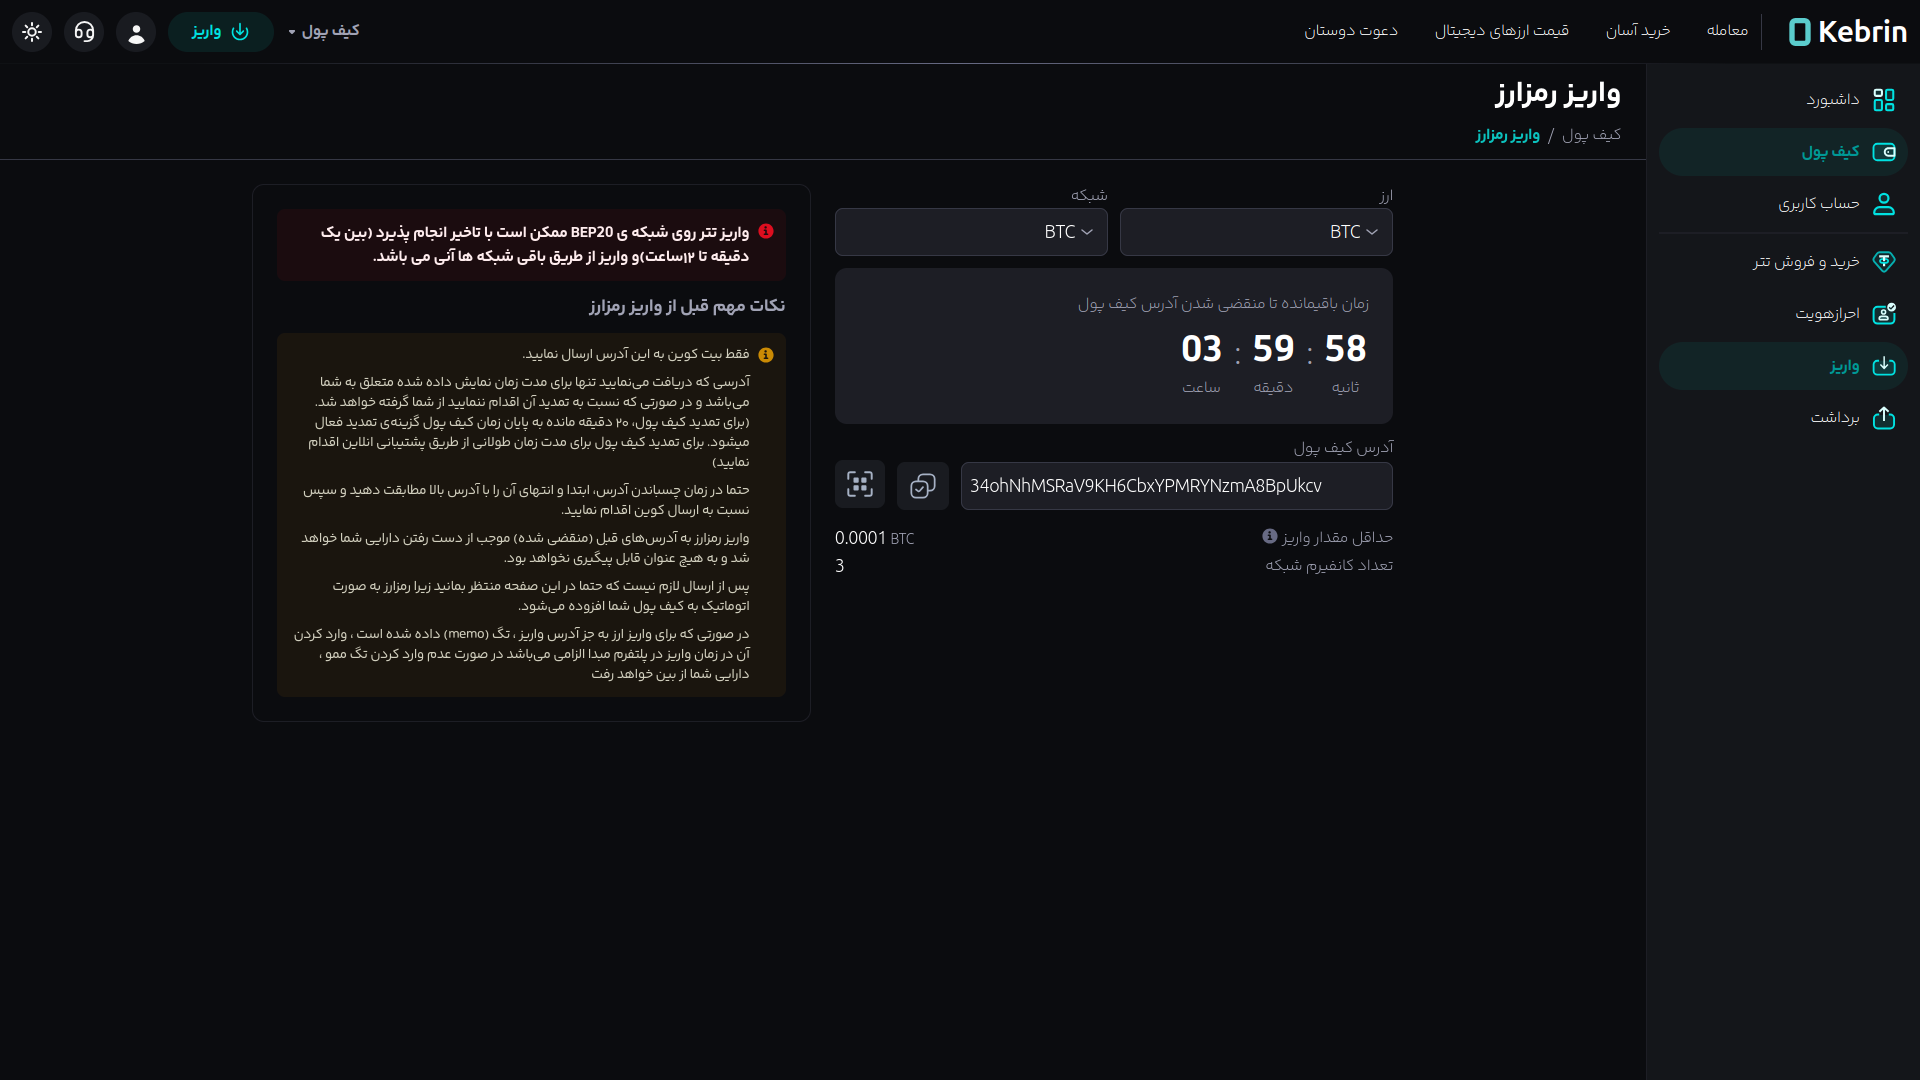 Kebrin
معامله
خرید آسان
قیمت ارزهای دیجیتال
دعوت دوستان
کیف پول
واریز
داشبورد
کیف پول
حساب کاربری
خرید و فروش تتر
احرازهویت
واریز
برداشت
واریز رمزارز
کیف پول / واریز رمزارز
ارز
BTC
شبکه
BTC
زمان باقیمانده تا منقضی شدن آدرس کیف پول
03 : 59 : 58
ساعت دقیقه ثانیه
آدرس کیف پول
34ohNhMSRaV9KH6CbxYPMRYNzmA8BpUkcv
حداقل مقدار واریز
0.0001 BTC
تعداد کانفیرم شبکه
3
واریز تتر روی شبکه ی BEP20 ممکن است با تاخیر انجام پذیرد (بین یک
دقیقه تا ۱۲ساعت)و واریز از طریق باقی شبکه ها آنی می باشد.
نکات مهم قبل از واریز رمزارز
فقط بیت کوین به این آدرس ارسال نمایید.
آدرسی که دریافت می‌نمایید تنها برای مدت زمان نمایش داده شده متعلق به شما
می‌باشد و در صورتی که نسبت به تمدید آن اقدام ننمایید از شما گرفته خواهد شد.
(برای تمدید کیف پول، ۲۰ دقیقه مانده به پایان زمان کیف پول گزینه‌ی تمدید فعال
میشود. برای تمدید کیف پول برای مدت زمان طولانی از طریق پشتیبانی انلاین اقدام
نمایید)
حتما در زمان چسباندن آدرس، ابتدا و انتهای آن را با آدرس بالا مطابقت دهید و سپس
نسبت به ارسال کوین اقدام نمایید.
واریز رمزارز به آدرس‌های قبل (منقضی شده) موجب از دست رفتن دارایی شما خواهد
شد و به هیچ عنوان قابل پیگیری نخواهد بود.
پس از ارسال لازم نیست که حتما در این صفحه منتظر بمانید زیرا رمزارز به صورت
اتوماتیک به کیف پول شما افزوده می‌شود.
در صورتی که برای واریز ارز به جز آدرس واریز ، تگ (memo) داده شده است ، وارد کردن
آن در زمان واریز در پلتفرم مبدا الزامی می‌باشد در صورت عدم وارد کردن تگ ممو ،
دارایی شما از بین خواهد رفت